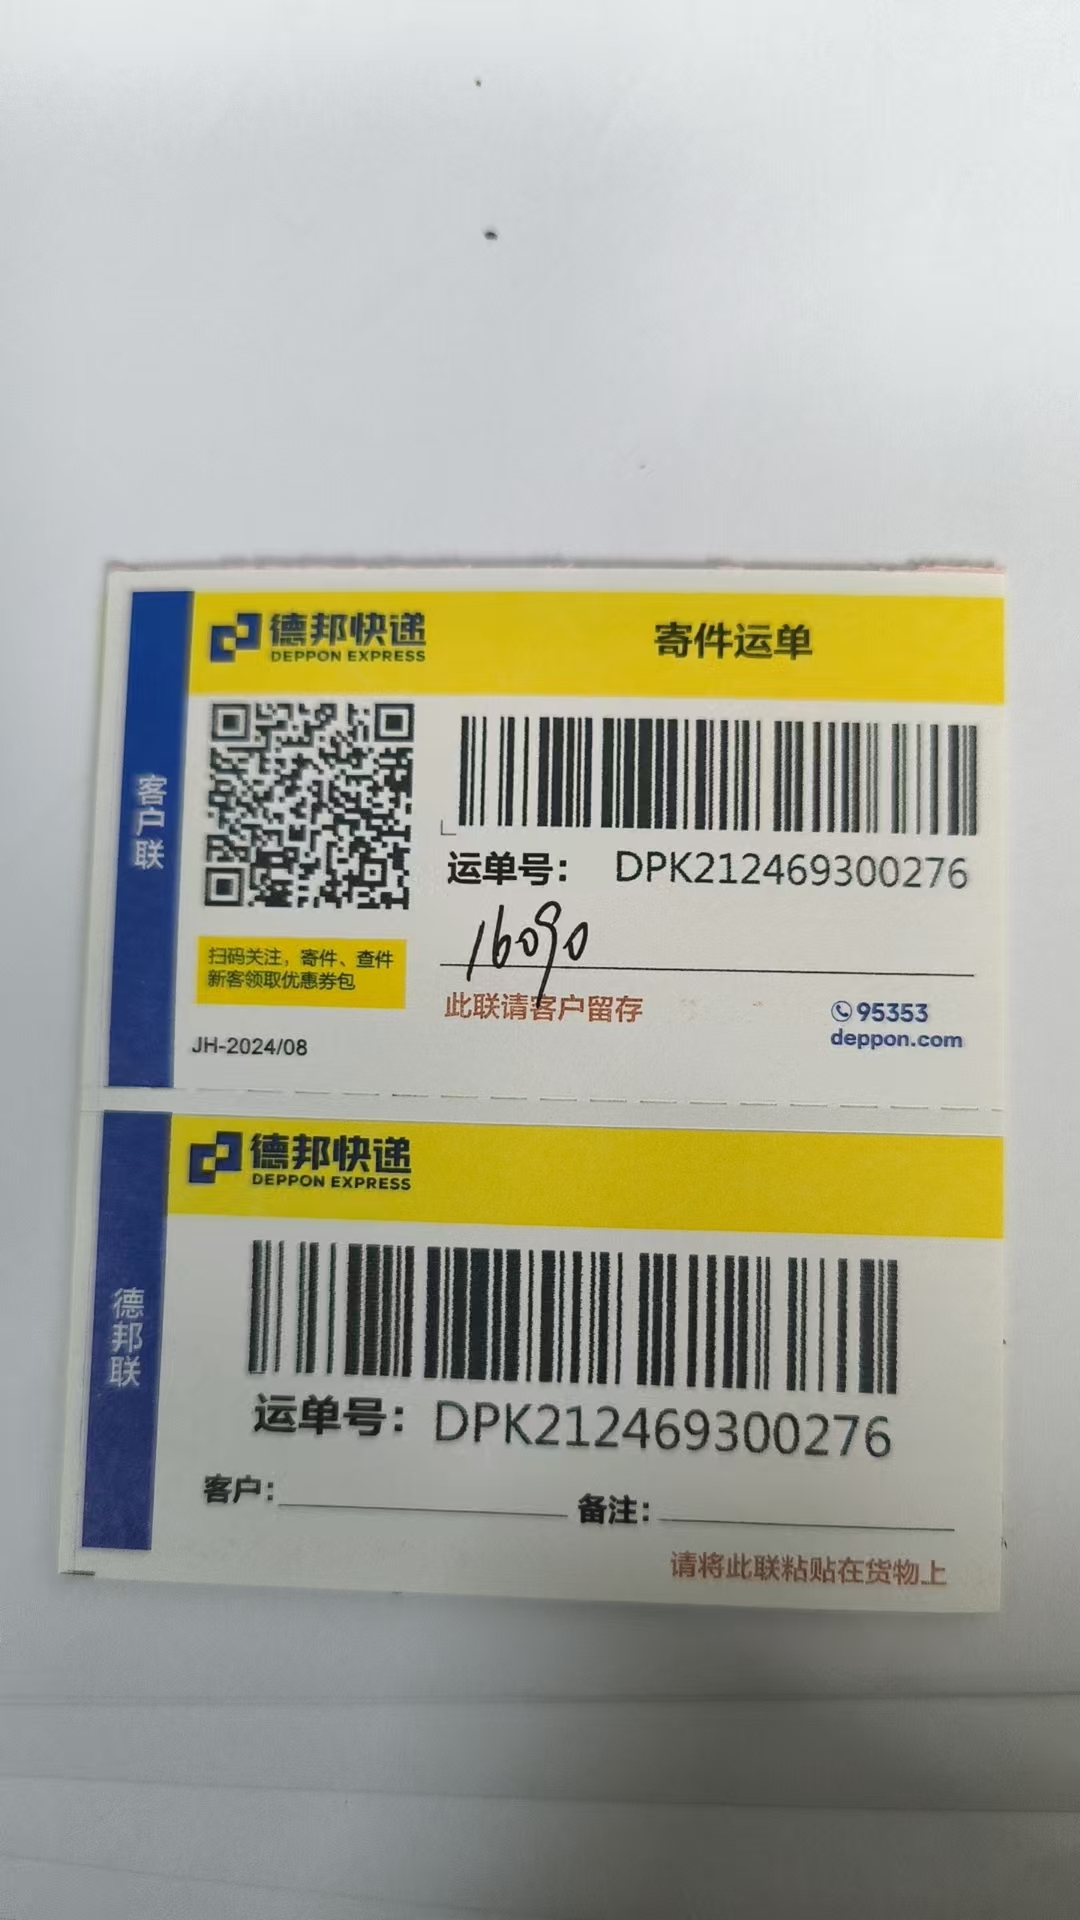 德邦快递
DEPPON EXPRESS
寄件运单
客户联
运单号： DPK212469300276
16090
扫码关注，寄件、查件
新客领取优惠券包
此联请客户留存
95353
deppon.com
JH-2024/08
德邦快递
DEPPON EXPRESS
德邦联
运单号： DPK212469300276
客户： 备注：
请将此联粘贴在货物上